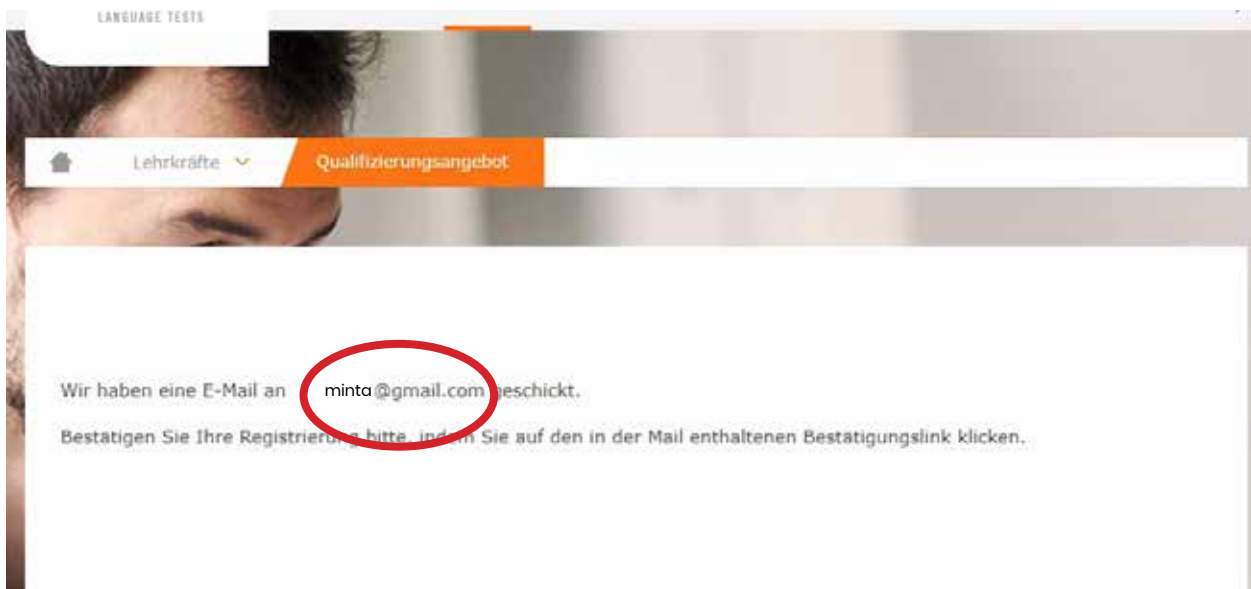 LANGUAGE TESTS
Lehrkräfte Qualifizierungsangebot
Wir haben eine E-Mail an minta@gmail.com geschickt.
Bestätigen Sie Ihre Registrierung bitte, indem Sie auf den in der Mail enthaltenen Bestätigungslink klicken.